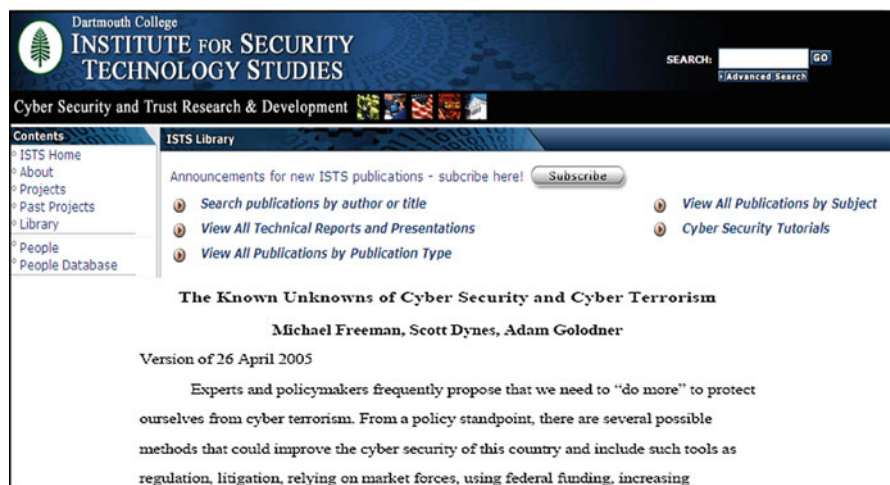 Dartmouth College
INSTITUTE FOR SECURITY
TECHNOLOGY STUDIES
SEARCH:
GO
Advanced Search
Cyber Security and Trust Research & Development
Contents
ISTS Home
About
Projects
Past Projects
Library
People
People Database
ISTS Library
Announcements for new ISTS publications - subcribe here! Subscribe
Search publications by author or title
View All Technical Reports and Presentations
View All Publications by Publication Type
View All Publications by Subject
Cyber Security Tutorials
The Known Unknowns of Cyber Security and Cyber Terrorism
Michael Freeman, Scott Dynes, Adam Golodner
Version of 26 April 2005
Experts and policymakers frequently propose that we need to “do more” to protect
ourselves from cyber terrorism. From a policy standpoint, there are several possible
methods that could improve the cyber security of this country and include such tools as
regulation, litigation, relying on market forces, using federal funding, increasing